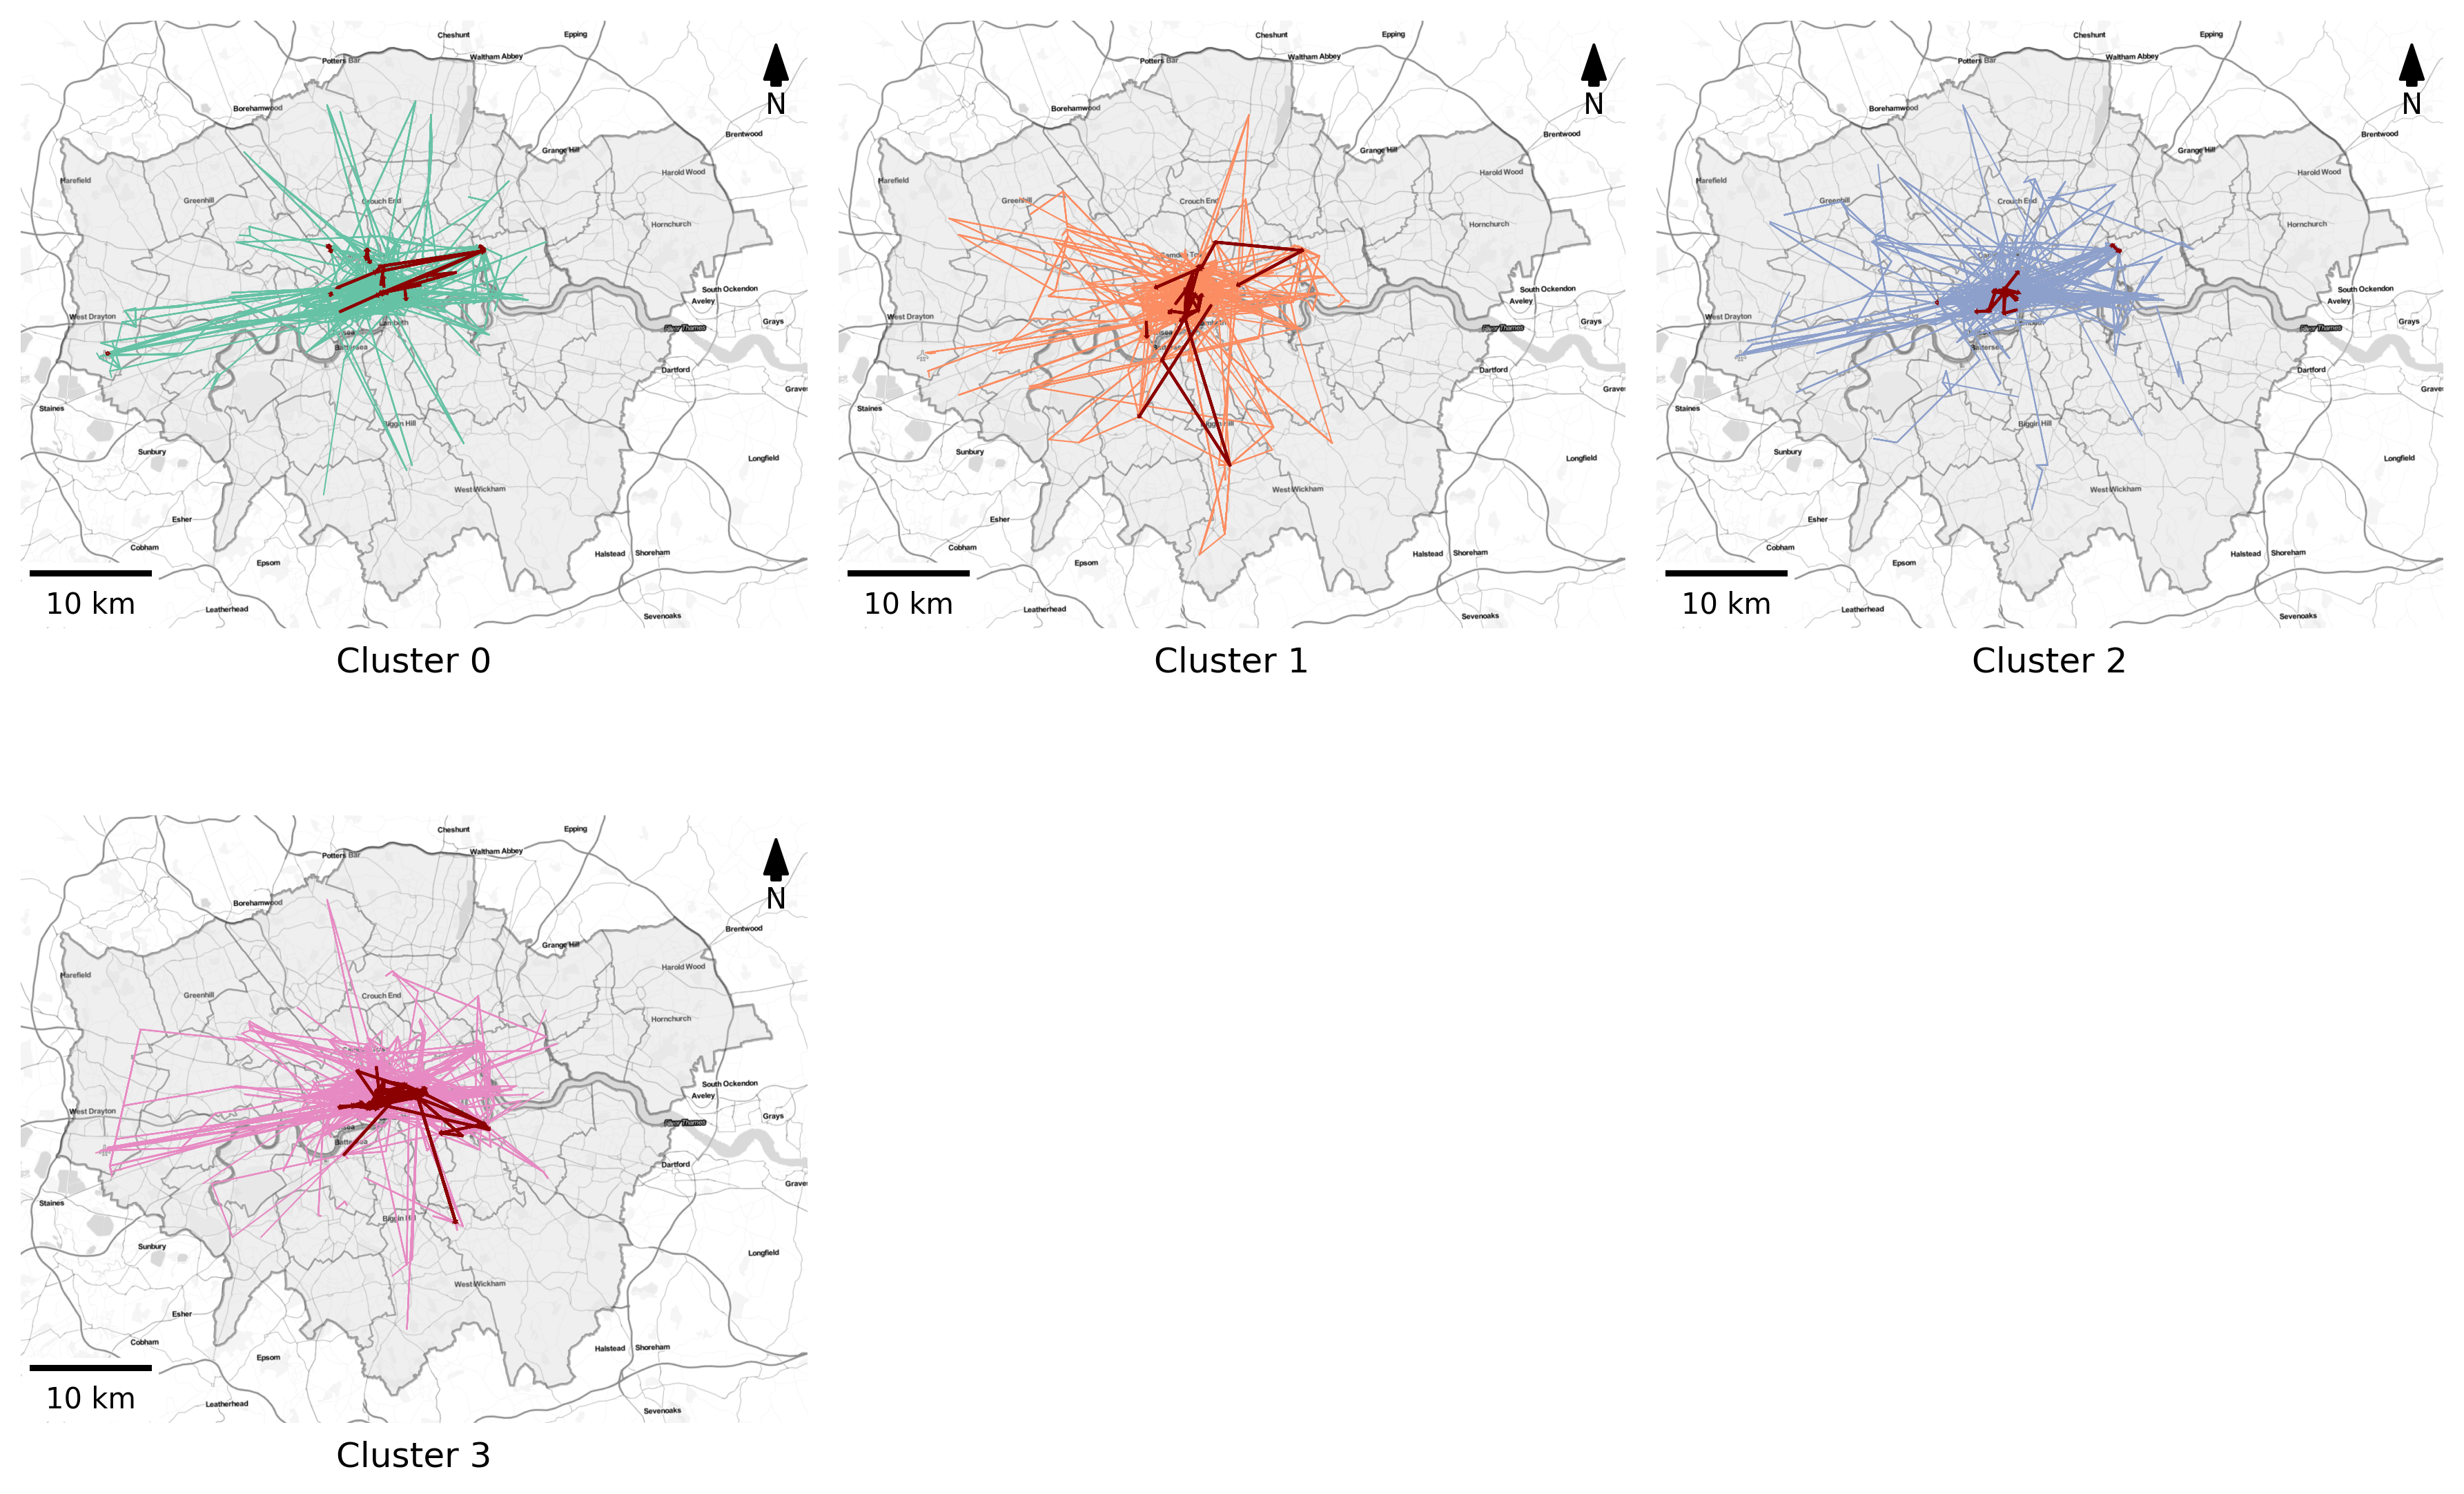 Cheshunt
Epping
Potters Bar
Waltham Abbey
N
Borehamwood
Brentwood
Grange Hill
Harefield
Harold Wood
Greenhill
Crouch End
Hornchurch
South Ockendon
Aveley
West Drayton
Lambeth
Grays
River Thames
Battersea
Dartford
Staines
Biggin Hill
Sunbury
Longfield
West Wickham
Esher
Cobham
Epsom
Halstead
Shoreham
10 km
Leatherhead
Sevenoaks
Cluster 0
Cheshunt
Epping
Potters Bar
Waltham Abbey
N
Borehamwood
Brentwood
Grange Hill
Harefield
Harold Wood
Greenhill
Crouch End
Hornchurch
South Ockendon
Aveley
West Drayton
Grays
River Thames
Dartford
Staines
Biggin Hill
Sunbury
Longfield
West Wickham
Esher
Cobham
Epsom
Halstead
Shoreham
10 km
Leatherhead
Sevenoaks
Cluster 1
Cheshunt
Epping
Potters Bar
Waltham Abbey
N
Borehamwood
Brentwood
Grange Hill
Harefield
Harold Wood
Greenhill
Crouch End
Hornchurch
South Ockendon
Aveley
West Drayton
Grays
River Thames
Battersea
Dartford
Staines
Biggin Hill
Sunbury
Longfield
West Wickham
Esher
Cobham
Epsom
Halstead
Shoreham
10 km
Leatherhead
Sevenoaks
Cluster 2
Cheshunt
Epping
Potters Bar
Waltham Abbey
N
Borehamwood
Brentwood
Grange Hill
Harefield
Harold Wood
Greenhill
Crouch End
Hornchurch
South Ockendon
Aveley
West Drayton
Grays
River Thames
Battersea
Dartford
Staines
Biggin Hill
Sunbury
Longfield
West Wickham
Esher
Cobham
Epsom
Halstead
Shoreham
10 km
Leatherhead
Sevenoaks
Cluster 3